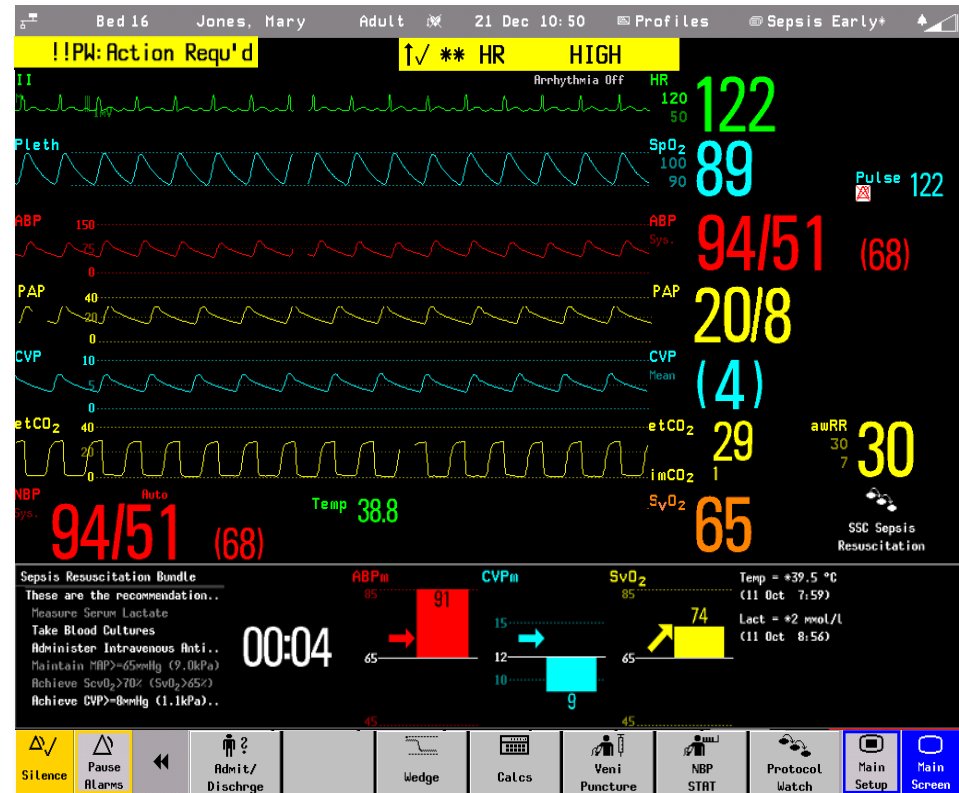 Bed 16 Jones, Mary Adult 21 Dec 10:50 Profiles Sepsis Early*
!!PW:Action Requ'd ↑√ ** HR HIGH
II Arrhythmia Off HR
120
50
122
1mV
Pleth SpO₂
100
90
89
Pulse 122
ABP 150 ABP
75 Sys.
0
94/51 (68)
PAP 40 PAP
20
0
20/8
CVP 10 CVP
5 Mean
0
(4)
etCO₂ 40 etCO₂ 29
20
0 imCO₂ 1
awRR
30
7
30
NBP Auto
Sys.
94/51 (68)
Temp 38.8
SvO₂ 65
SSC Sepsis
Resuscitation
Sepsis Resuscitation Bundle
These are the recommendation..
Measure Serum Lactate
Take Blood Cultures
Administer Intravenous Anti..
Maintain MAP>=65mmHg (9.0kPa)
Achieve ScvO₂>70% (SvO₂>65%)
Achieve CVP>=8mmHg (1.1kPa)..
00:04
ABPm
85
91
65
45
CVPm
15
12
10
9
SvO₂
85
74
65
45
Temp = *39.5 °C
(11 Oct 7:59)
Lact = *2 mmol/l
(11 Oct 8:56)
Silence
Pause
Alarms
Admit/
Dischrge
Wedge
Calcs
Veni
Puncture
NBP
STAT
Protocol
Watch
Main
Setup
Main
Screen